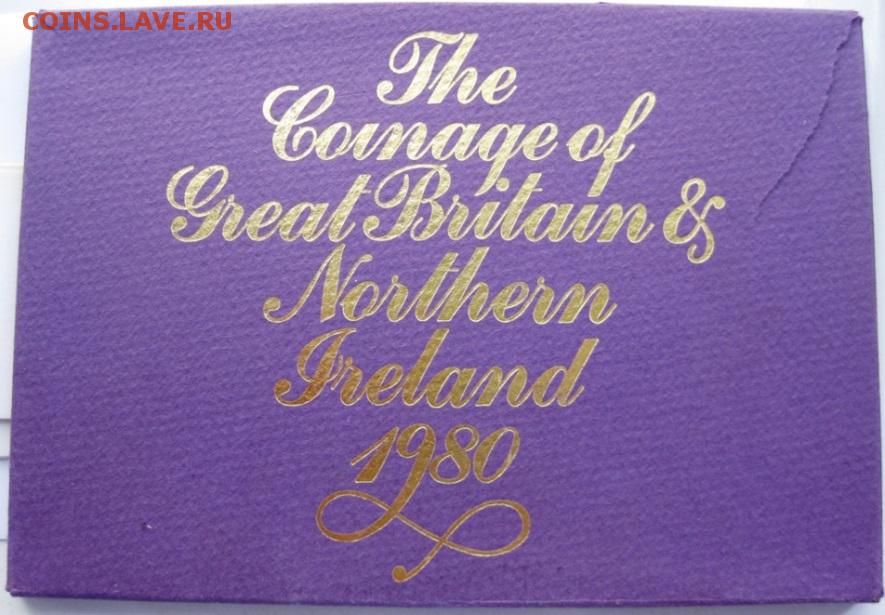 COINS.LAVE.RU
The
Coinage of
Great Britain &
Northern
Ireland
1980